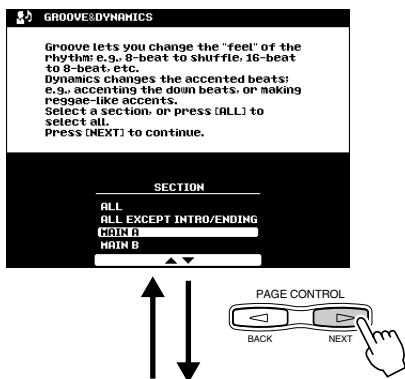 GROOVE&DYNAMICS
Groove lets you change the "feel" of the
rhythm; e.g., 8-beat to shuffle, 16-beat
to 8-beat, etc.
Dynamics changes the accented beats;
e.g., accenting the down beats, or making
reggae-like accents.
Select a section, or press [ALL] to
select all.
Press [NEXT] to continue.
SECTION
ALL
ALL EXCEPT INTRO/ENDING
MAIN A
MAIN B
PAGE CONTROL
BACK NEXT